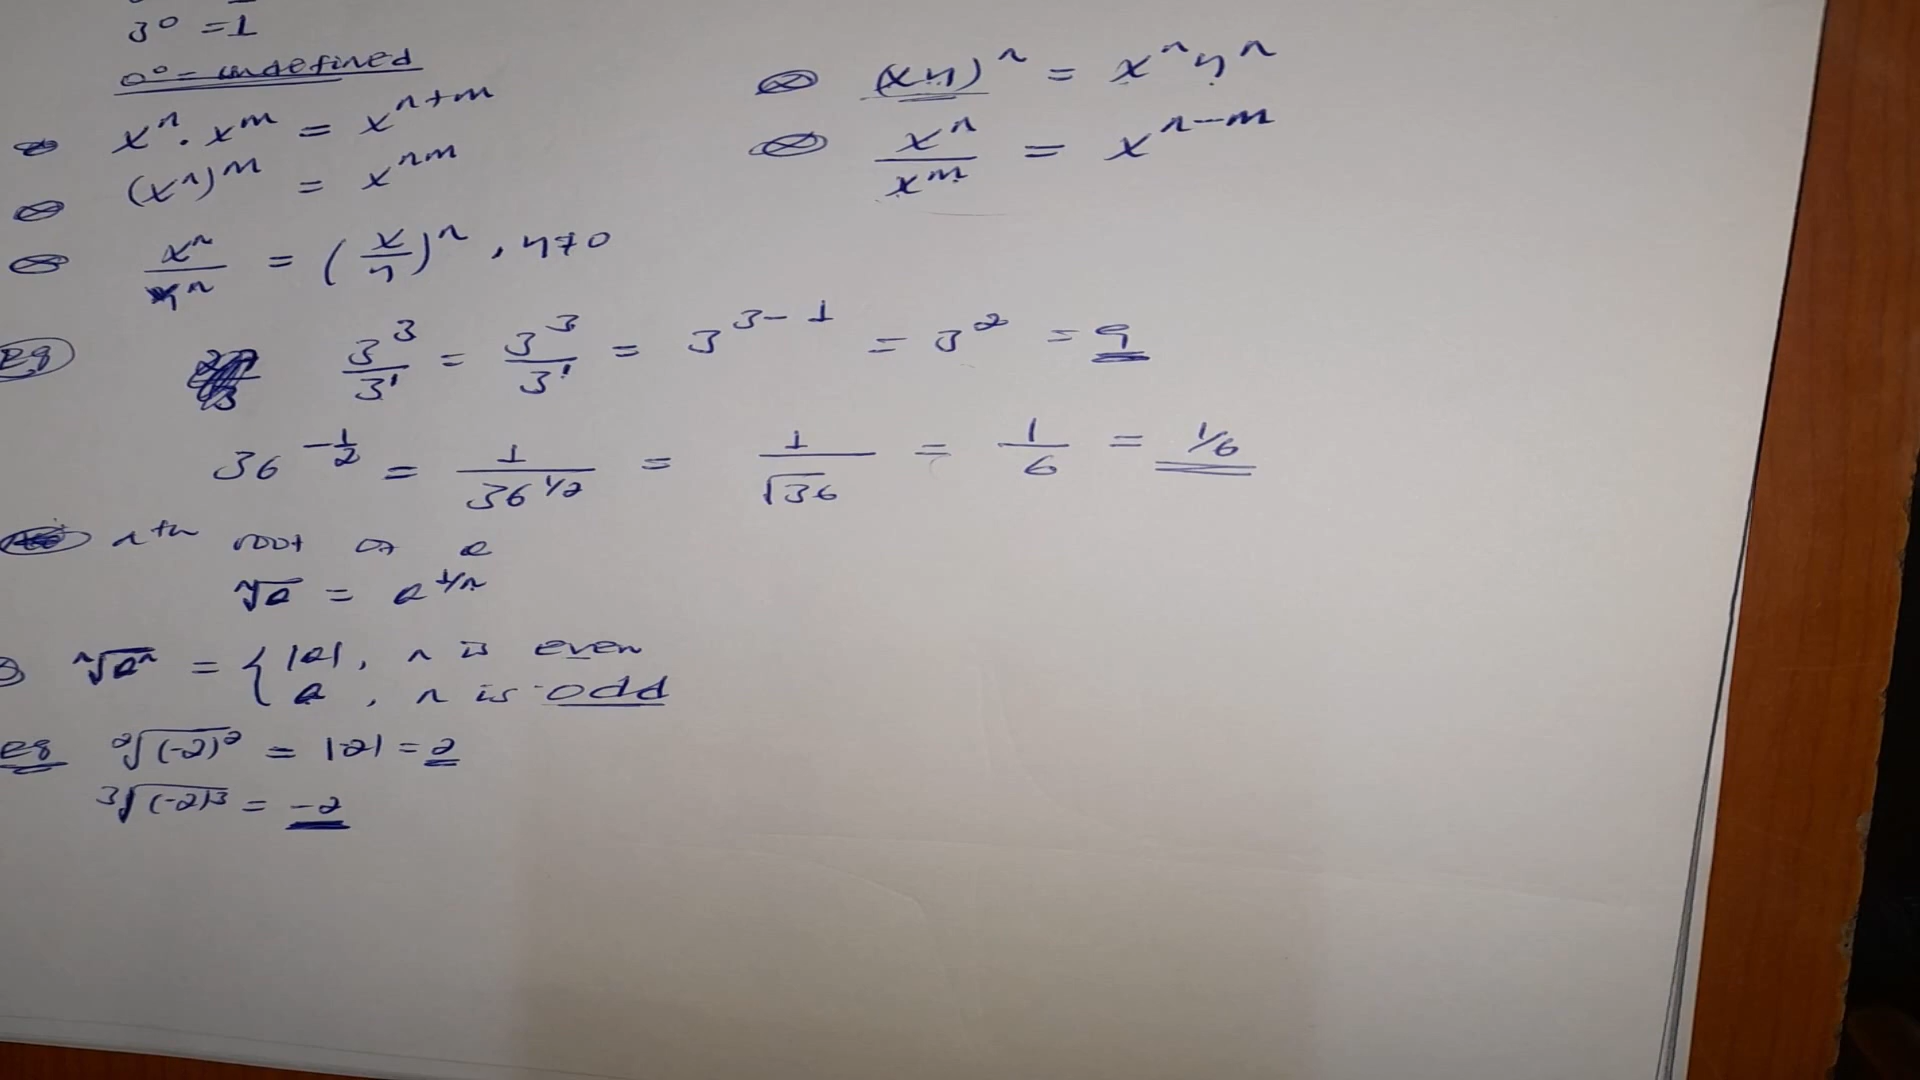 3⁰ = 1
0⁰ = undefined
xⁿ · xᵐ = xⁿ⁺ᵐ
(xⁿ)ᵐ = xⁿᵐ
xⁿ/yⁿ = (x/y)ⁿ, y≠0
(xy)ⁿ = xⁿyⁿ
xⁿ/xᵐ = xⁿ⁻ᵐ
eg 3³/3¹ = 3³/3¹ = 3³⁻¹ = 3² = 9
36^(-1/2) = 1/36^(1/2) = 1/√36 = 1/6 = 1/6
nth root of a
ⁿ√a = a^(1/n)
ⁿ√aⁿ = { |a|, n is even
a, n is odd
eg ²√(-2)² = |2| = 2
³√(-2)³ = -2